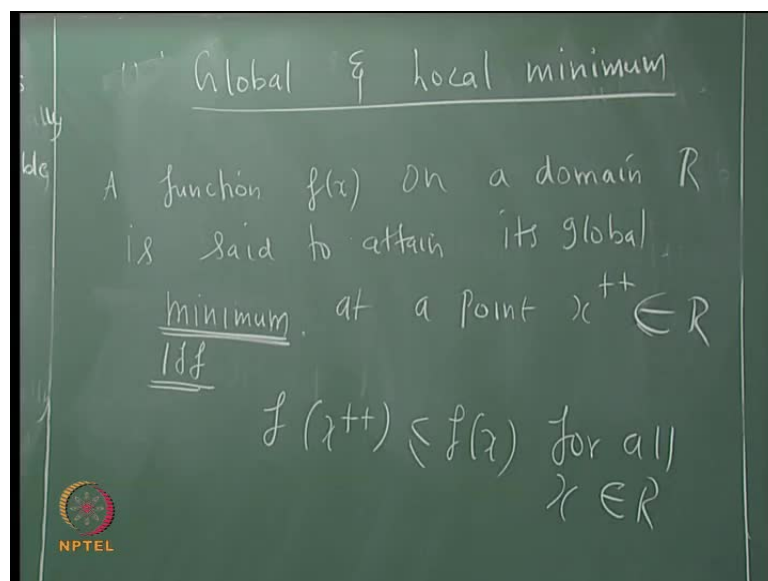 Global & Local minimum
A function f(x) on a domain R
is said to attain its global
minimum. at a point x^{++} ∈ R
Iff
f(x^{++}) ≤ f(x) for all
x ∈ R
NPTEL